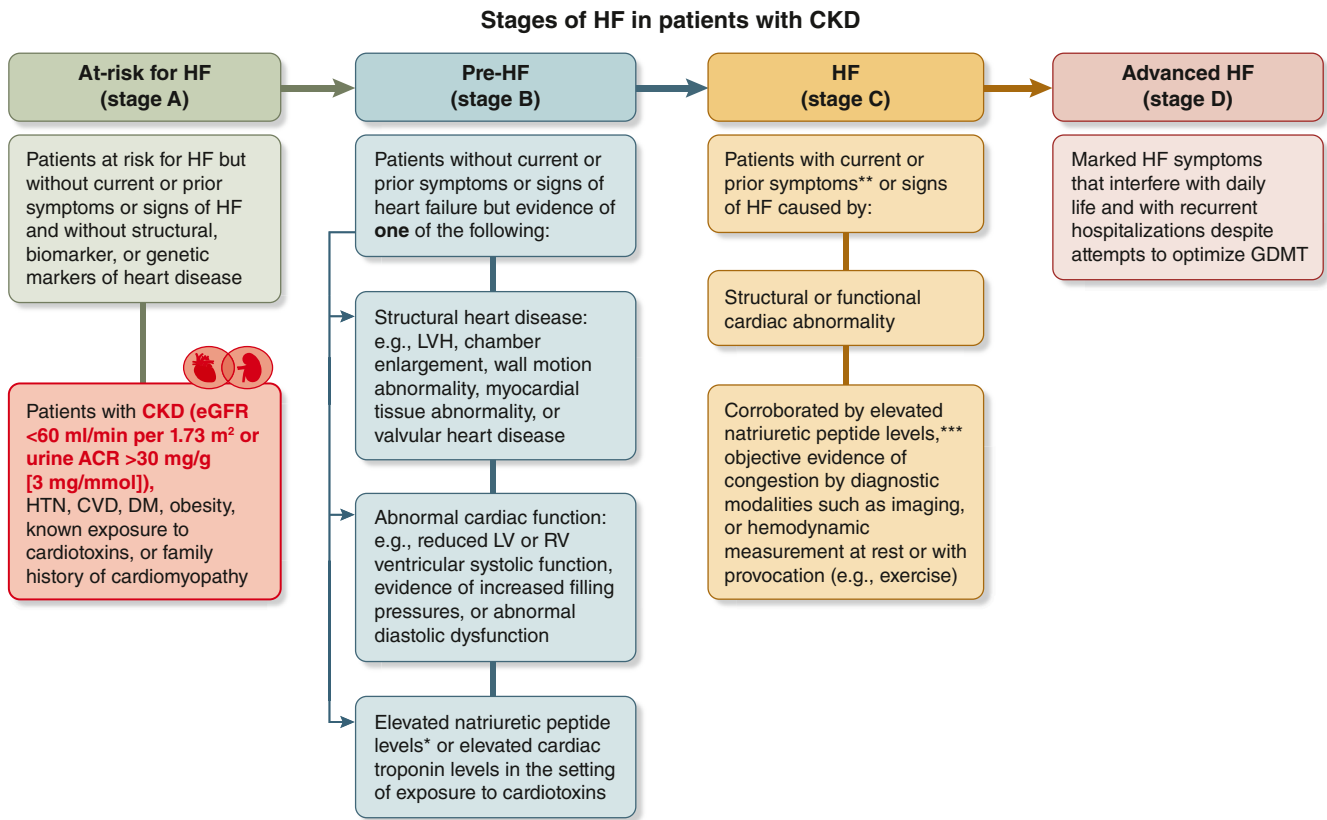 Stages of HF in patients with CKD
At-risk for HF
(stage A)
Patients at risk for HF but
without current or prior
symptoms or signs of HF
and without structural,
biomarker, or genetic
markers of heart disease
Patients with CKD (eGFR
<60 ml/min per 1.73 m² or
urine ACR >30 mg/g
[3 mg/mmol]),
HTN, CVD, DM, obesity,
known exposure to
cardiotoxins, or family
history of cardiomyopathy
Pre-HF
(stage B)
Patients without current or
prior symptoms or signs of
heart failure but evidence of
one of the following:
Structural heart disease:
e.g., LVH, chamber
enlargement, wall motion
abnormality, myocardial
tissue abnormality, or
valvular heart disease
Abnormal cardiac function:
e.g., reduced LV or RV
ventricular systolic function,
evidence of increased filling
pressures, or abnormal
diastolic dysfunction
Elevated natriuretic peptide
levels* or elevated cardiac
troponin levels in the setting
of exposure to cardiotoxins
HF
(stage C)
Patients with current or
prior symptoms** or signs
of HF caused by:
Structural or functional
cardiac abnormality
Corroborated by elevated
natriuretic peptide levels,***
objective evidence of
congestion by diagnostic
modalities such as imaging,
or hemodynamic
measurement at rest or with
provocation (e.g., exercise)
Advanced HF
(stage D)
Marked HF symptoms
that interfere with daily
life and with recurrent
hospitalizations despite
attempts to optimize GDMT